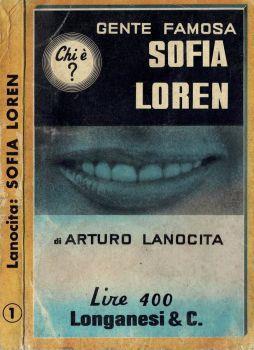 Lanocita: SOFIA LOREN
1
GENTE FAMOSA
Chi è
?
SOFIA
LOREN
di ARTURO LANOCITA
Lire 400
Longanesi & C.